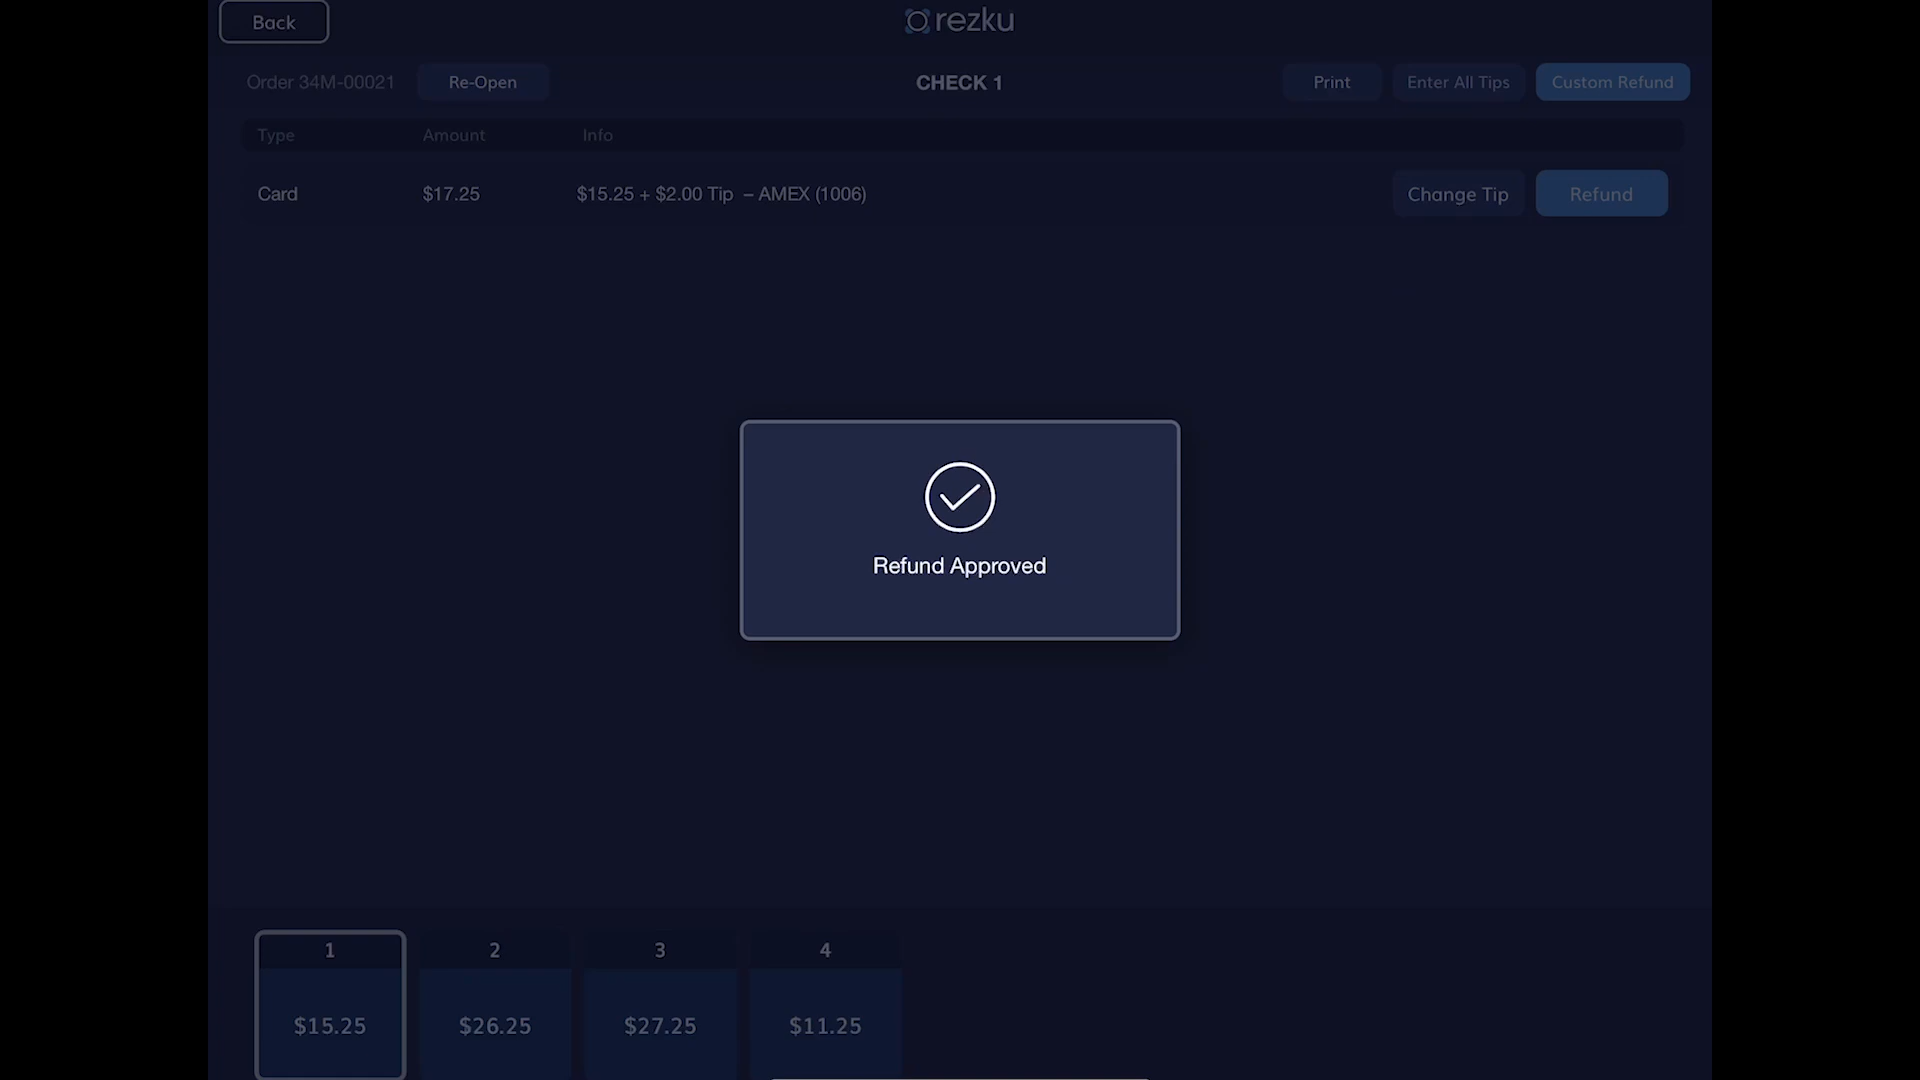 Back
rezku
Order 34M-00021
Re-Open
CHECK 1
Print
Enter All Tips
Custom Refund
Type
Amount
Info
Card
$17.25
$15.25 + $2.00 Tip – AMEX (1006)
Change Tip
Refund
Refund Approved
1
2
3
4
$15.25
$26.25
$27.25
$11.25